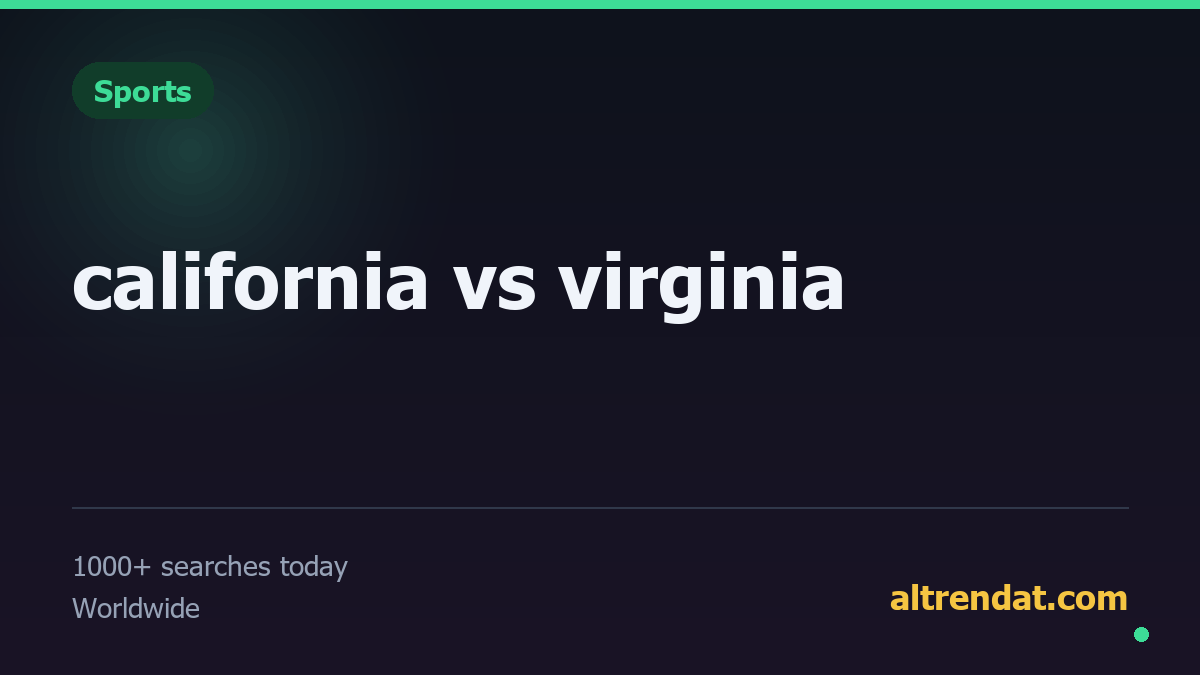 Sports
california vs virginia
1000+ searches today
Worldwide
altrendat.com